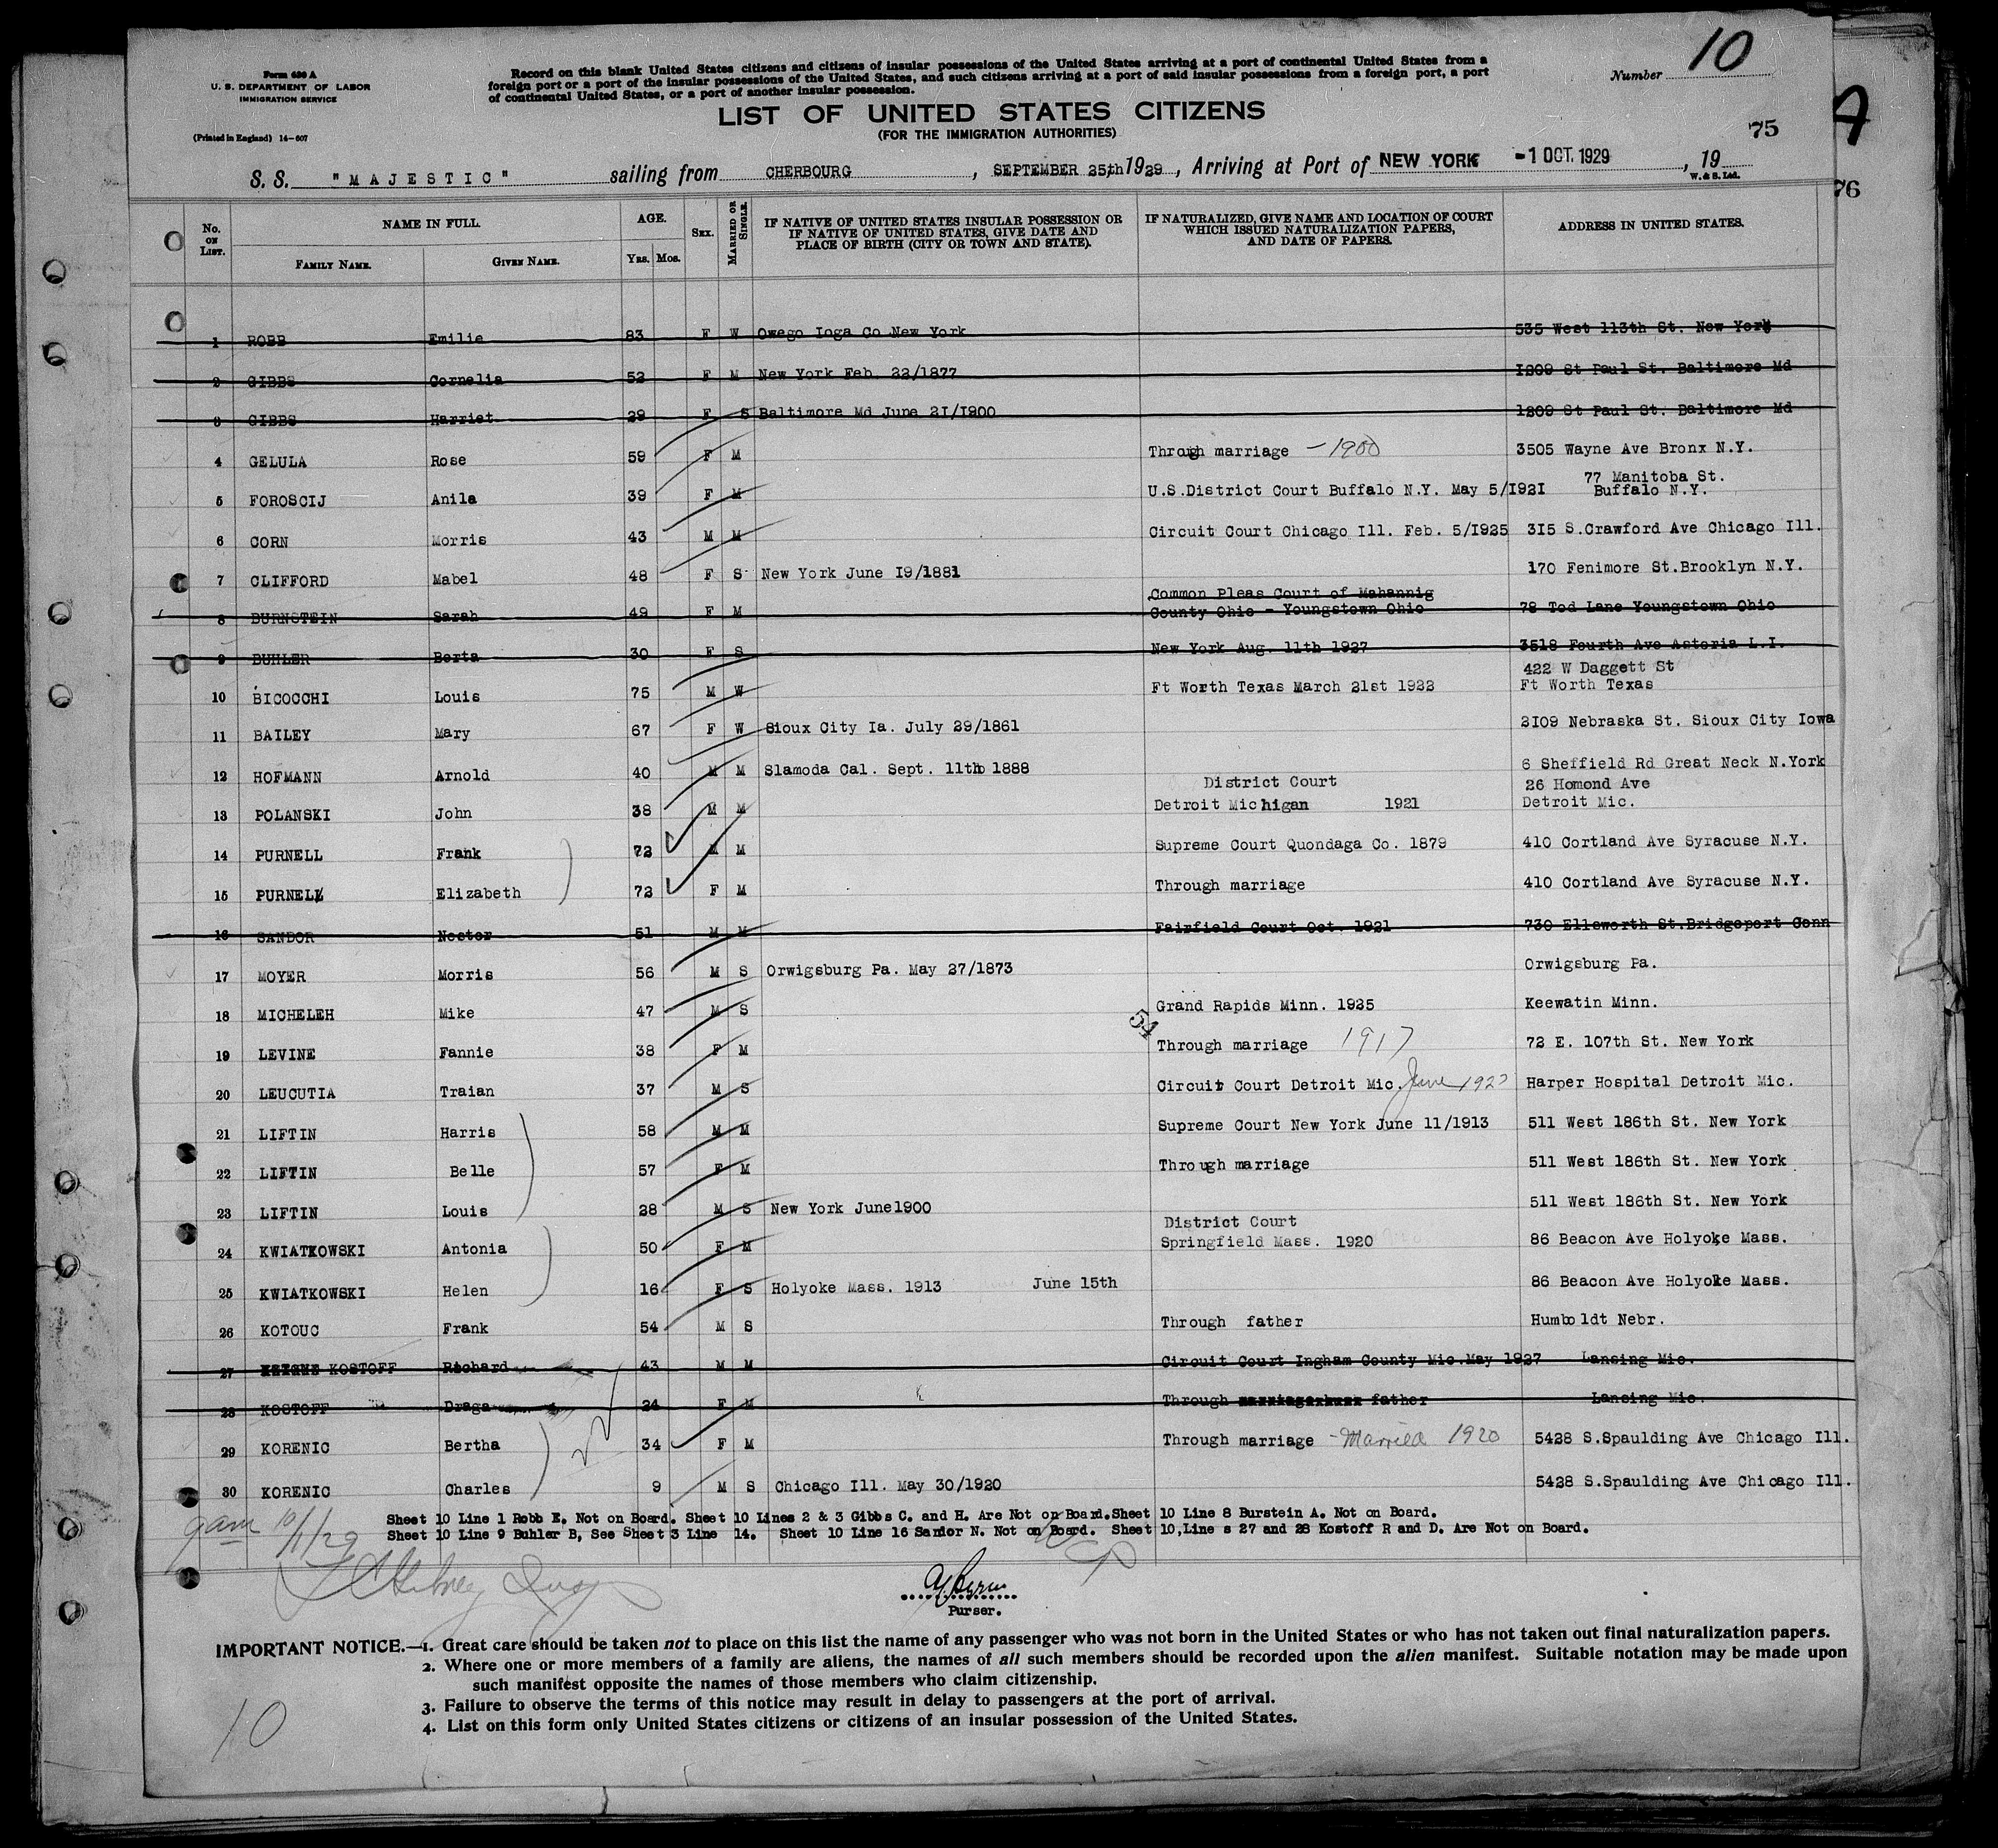 Form 630 A
U. S. DEPARTMENT OF LABOR
IMMIGRATION SERVICE
(Printed in England) 14-607
Record on this blank United States citizens and citizens of insular possessions of the United States arriving at a port of continental United States from a
foreign port or a port of the insular possessions of the United States, and such citizens arriving at a port of said insular possessions from a foreign port, a port
of continental United States, or a port of another insular possession.
Number 10
LIST OF UNITED STATES CITIZENS
(FOR THE IMMIGRATION AUTHORITIES)
75
A
76
S. S. "MAJESTIC" sailing from CHERBOURG, SEPTEMBER 25th 1929, Arriving at Port of NEW YORK -1 OCT. 1929, 19
W. & S. Ltd.
No. on List. NAME IN FULL. AGE. Sex. Married or Single. IF NATIVE OF UNITED STATES INSULAR POSSESSION OR IF NATIVE OF UNITED STATES, GIVE DATE AND PLACE OF BIRTH (CITY OR TOWN AND STATE). IF NATURALIZED, GIVE NAME AND LOCATION OF COURT WHICH ISSUED NATURALIZATION PAPERS, AND DATE OF PAPERS. ADDRESS IN UNITED STATES.
Family Name. Given Name. Yrs. Mos.
1 ROBB Emilie 83 F W Owego Ioga Co New York 535 West 113th St. New York
2 GIBBS Cornelia 52 F M New York Feb. 22/1877 1209 St Paul St. Baltimore Md
3 GIBBS Harriet 29 F S Baltimore Md June 21/1900 1209 St Paul St. Baltimore Md
4 GELULA Rose 59 F M Through marriage - 1900 3505 Wayne Ave Bronx N.Y.
5 FOROSCIJ Anila 39 F M U.S.District Court Buffalo N.Y. May 5/1921 77 Manitoba St. Buffalo N.Y.
6 CORN Morris 43 M M Circuit Court Chicago Ill. Feb. 5/1925 315 S.Crawford Ave Chicago Ill.
7 CLIFFORD Mabel 48 F S New York June 19/1881 170 Fenimore St.Brooklyn N.Y.
8 BURNSTEIN Sarah 49 F M Common Pleas Court of Mahannig County Ohio - Youngstown Ohio 78 Tod Lane Youngstown Ohio
9 BUHLER Berta 30 F S New York Aug. 11th 1927 3518 Fourth Ave Astoria L.I.
10 BICOCCHI Louis 75 M W Ft Worth Texas March 21st 1922 422 W Daggett St Ft Worth Texas
11 BAILEY Mary 67 F W Sioux City Ia. July 29/1861 2109 Nebraska St. Sioux City Iowa
12 HOFMANN Arnold 40 M M Slamoda Cal. Sept. 11th 1888 6 Sheffield Rd Great Neck N.York
13 POLANSKI John 38 M M District Court Detroit Michigan 1921 26 Homond Ave Detroit Mic.
14 PURNELL Frank 72 M M Supreme Court Quondaga Co. 1879 410 Cortland Ave Syracuse N.Y.
15 PURNELL Elizabeth 72 F M Through marriage 410 Cortland Ave Syracuse N.Y.
16 SANDOR Nestor 51 M M Fairfield Court Oct. 1921 730 Ellsworth St.Bridgeport Conn
17 MOYER Morris 56 M S Orwigsburg Pa. May 27/1873 Orwigsburg Pa.
18 MICHELEH Mike 47 M S Grand Rapids Minn. 1925 Keewatin Minn.
54
19 LEVINE Fannie 38 F M Through marriage 1917 72 E. 107th St. New York
20 LEUCUTIA Traian 37 M S Circuit Court Detroit Mic. June Harper Hospital Detroit Mic.
21 LIFTIN Harris 58 M M Supreme Court New York June 11/1913 511 West 186th St. New York
22 LIFTIN Belle 57 F M Through marriage 511 West 186th St. New York
23 LIFTIN Louis 28 M S New York June1900 511 West 186th St. New York
24 KWIATKOWSKI Antonia 50 F M District Court Springfield Mass. 1920 86 Beacon Ave Holyoke Mass.
25 KWIATKOWSKI Helen 16 F S Holyoke Mass. 1913 June 15th 86 Beacon Ave Holyoke Mass.
26 KOTOUC Frank 54 M S Through father Humboldt Nebr.
27 KOSTOFF Richard 43 M M Circuit Court Ingham County Mic.May 1927 Lansing Mic.
28 KOSTOFF Draga 24 F M Through father Lansing Mic.
29 KORENIC Bertha 34 F M Through marriage - Married 1920 5428 S.Spaulding Ave Chicago Ill.
30 KORENIC Charles 9 M S Chicago Ill. May 30/1920 5428 S.Spaulding Ave Chicago Ill.
Sheet 10 Line 1 Robb E. Not on Board. Sheet 10 Lines 2 & 3 Gibbs C. and H. Are Not on Board.Sheet 10 Line 8 Burstein A. Not on Board.
Sheet 10 Line 9 Buhler B, See Sheet 3 Line 14. Sheet 10 Line 16 Sandor N. Not on Board. Sheet 10,Line s 27 and 28 Kostoff R and D. Are Not on Board.
10/1/29
Purser.
IMPORTANT NOTICE.—1. Great care should be taken not to place on this list the name of any passenger who was not born in the United States or who has not taken out final naturalization papers.
2. Where one or more members of a family are aliens, the names of all such members should be recorded upon the alien manifest. Suitable notation may be made upon
such manifest opposite the names of those members who claim citizenship.
3. Failure to observe the terms of this notice may result in delay to passengers at the port of arrival.
4. List on this form only United States citizens or citizens of an insular possession of the United States.
10